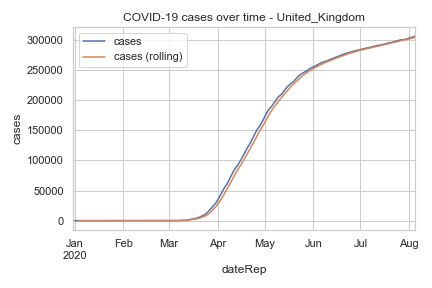 COVID-19 cases over time - United_Kingdom
cases
cases (rolling)
300000
250000
200000
150000
100000
50000
0
cases
Jan Feb Mar Apr May Jun Jul Aug
2020
dateRep